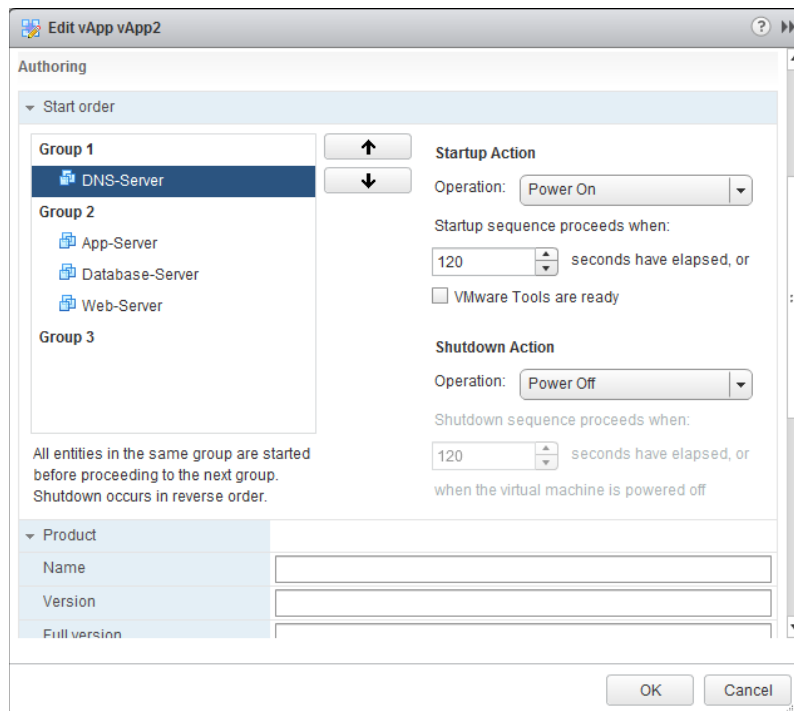 Edit vApp vApp2
?
Authoring
Start order
Group 1
DNS-Server
Group 2
App-Server
Database-Server
Web-Server
Group 3
All entities in the same group are started
before proceeding to the next group.
Shutdown occurs in reverse order.
Startup Action
Operation: Power On
Startup sequence proceeds when:
120 seconds have elapsed, or
VMware Tools are ready
Shutdown Action
Operation: Power Off
Shutdown sequence proceeds when:
120 seconds have elapsed, or
when the virtual machine is powered off
Product
Name
Version
Full version
OK Cancel